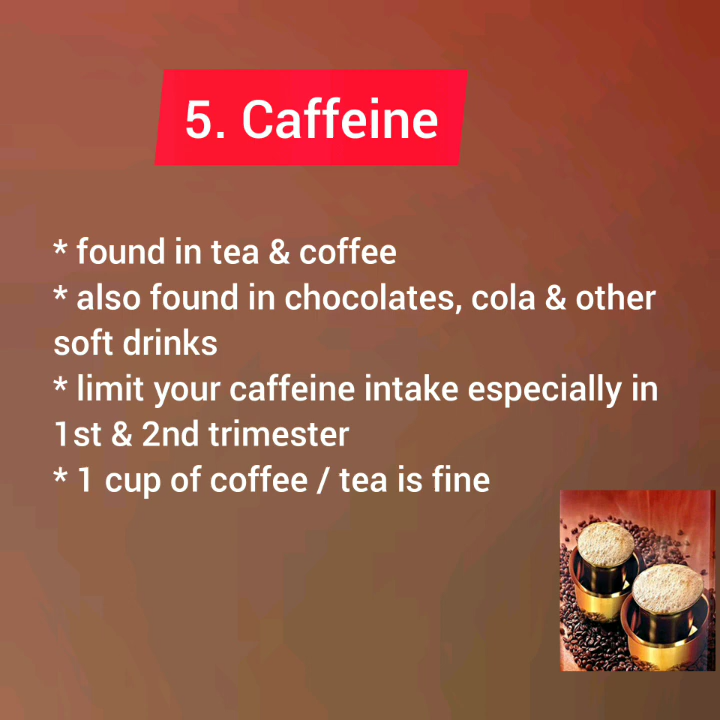 5. Caffeine
* found in tea & coffee
* also found in chocolates, cola & other
soft drinks
* limit your caffeine intake especially in
1st & 2nd trimester
* 1 cup of coffee / tea is fine